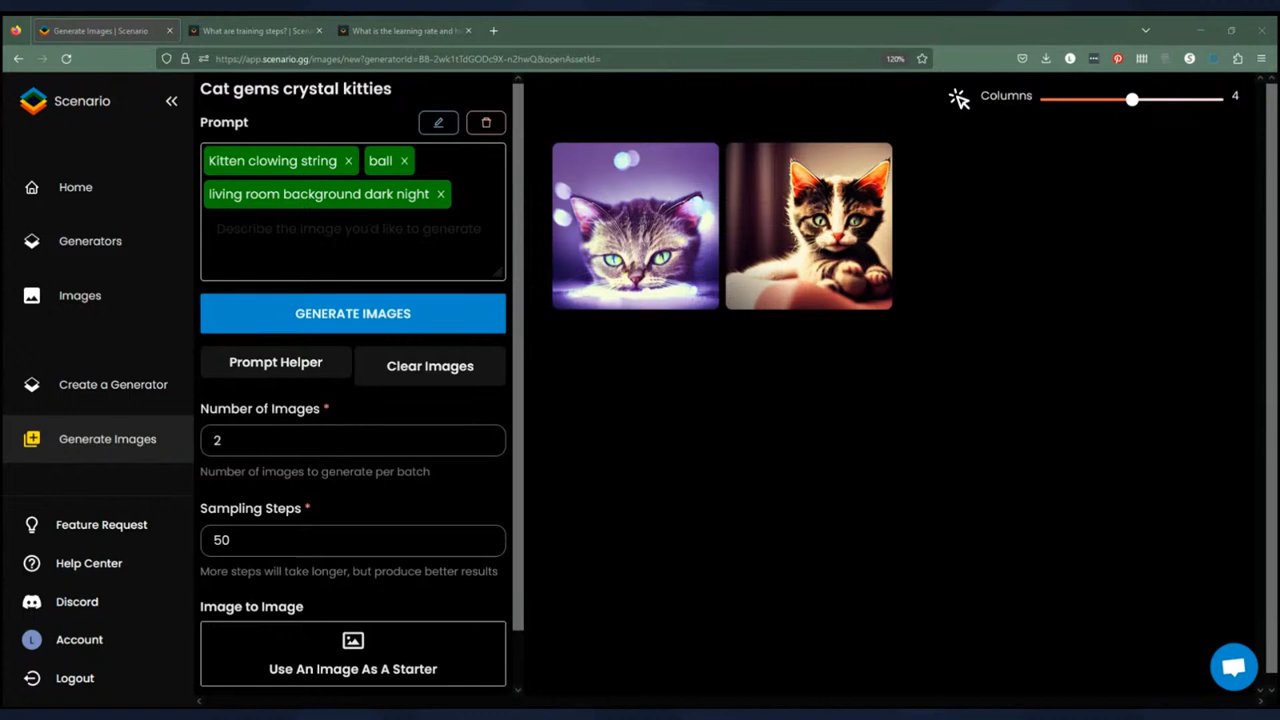 Generate Images | Scenario
What are training steps? | Scen
What is the learning rate and h
https://app.scenario.gg/images/new?generatorId=B8-2wk1tTGODc9X-n2hwQ&openAssetId=
120%
Scenario
Home
Generators
Images
Create a Generator
Generate Images
Feature Request
Help Center
Discord
L
Account
Logout
Cat gems crystal kitties
Prompt
Kitten clowing string
ball
living room background dark night
Describe the image you'd like to generate
GENERATE IMAGES
Prompt Helper
Clear Images
Number of Images *
2
Number of images to generate per batch
Sampling Steps *
50
More steps will take longer, but produce better results
Image to Image
Use An Image As A Starter
Columns
4